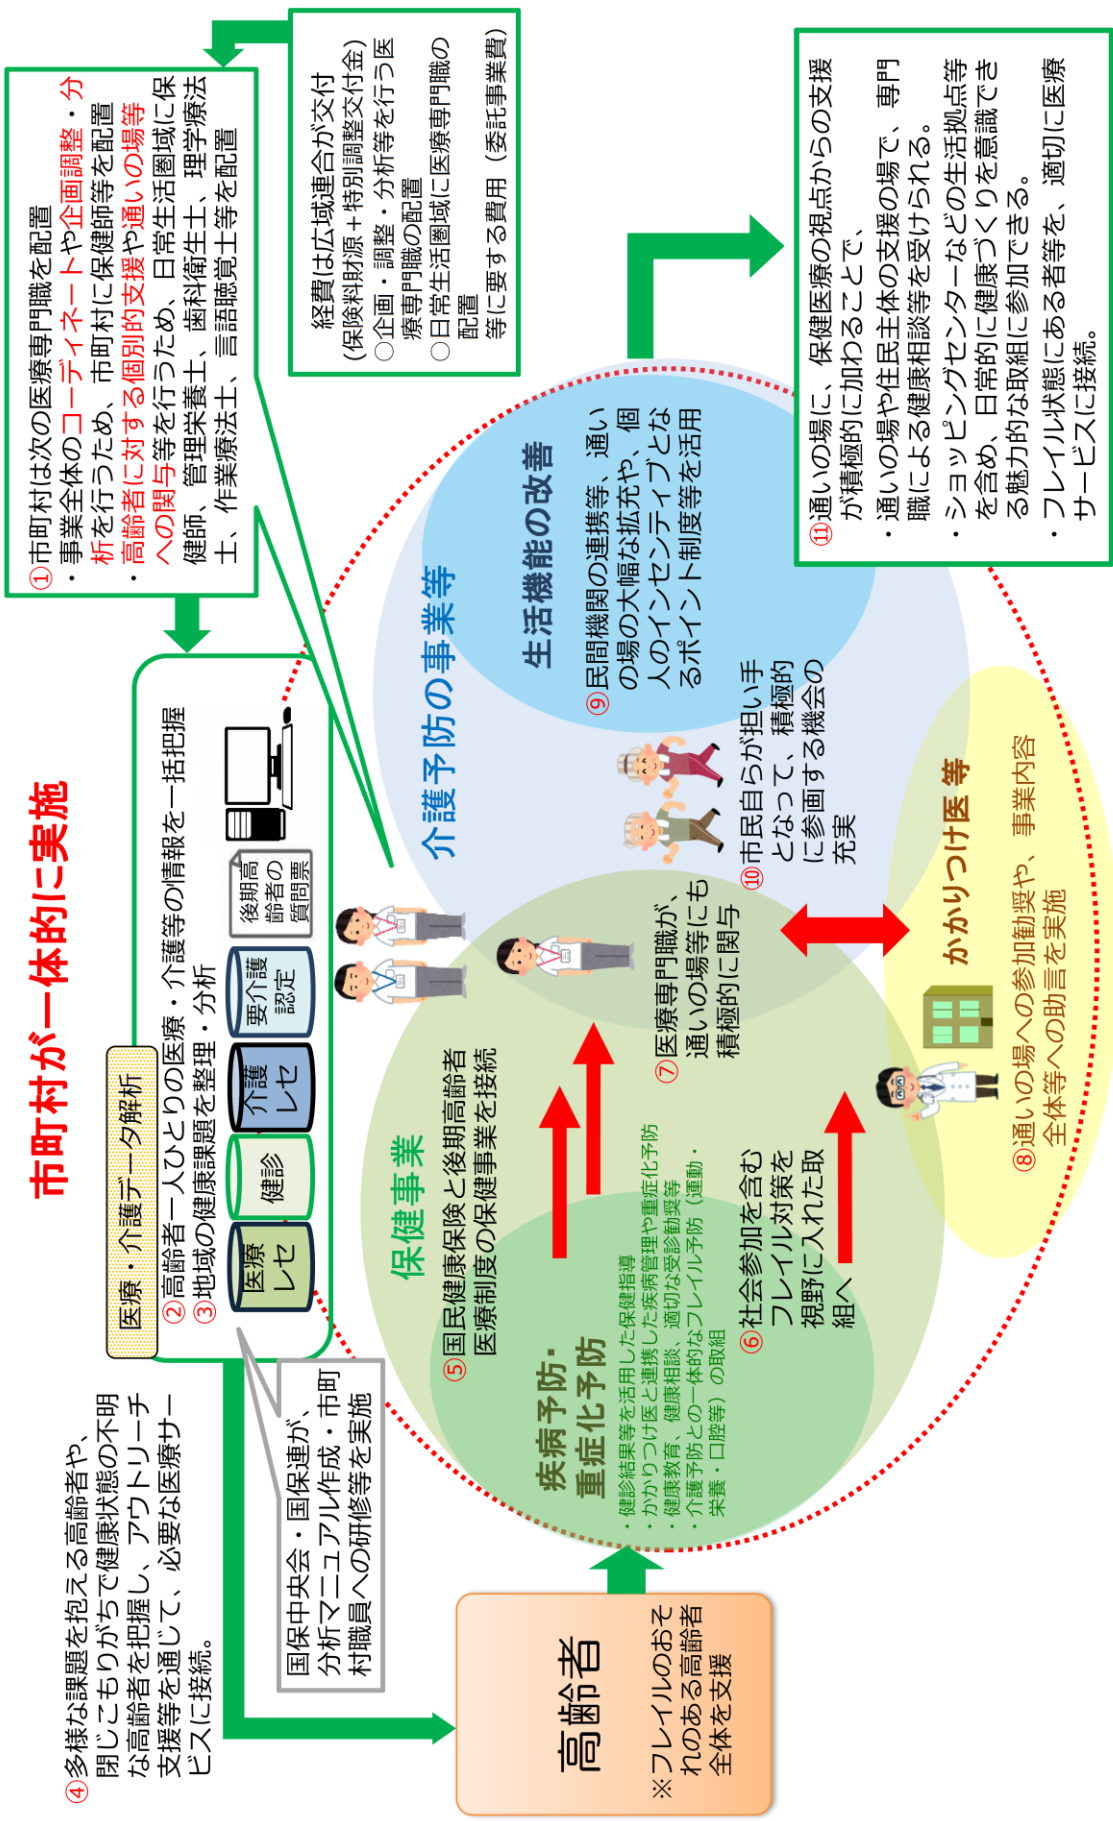 市町村が一体的に実施
①市町村は次の医療専門職を配置
・事業全体のコーディネートや企画調整・分
析を行うため、市町村に保健師等を配置
・高齢者に対する個別的支援や通いの場等
への関与等を行うため、日常生活圏域に保
健師、管理栄養士、歯科衛生士、理学療法
士、作業療法士、言語聴覚士等を配置
経費は広域連合が交付
(保険料財源+特別調整交付金)
○企画・調整・分析等を行う医
療専門職の配置
○日常生活圏域に医療専門職の
配置
等に要する費用（委託事業費）
医療・介護データ解析
②高齢者一人ひとりの医療・介護等の情報を一括把握
③地域の健康課題を整理・分析
医療
レセ
健診
介護
レセ
要介護
認定
後期高
齢者の
質問票
④多様な課題を抱える高齢者や、
閉じこもりがちで健康状態の不明
な高齢者を把握し、アウトリーチ
支援等を通じて、必要な医療サー
ビスに接続。
国保中央会・国保連が、
分析マニュアル作成・市町
村職員への研修等を実施
高齢者
※フレイルのおそ
れのある高齢者
全体を支援
保健事業
⑤国民健康保険と後期高齢者
医療制度の保健事業を接続
疾病予防・
重症化予防
・健診結果等を活用した保健指導
・かかりつけ医と連携した疾病管理や重症化予防
・健康教育、健康相談、適切な受診勧奨等
・介護予防との一体的なフレイル予防（運動・
栄養・口腔等）の取組
⑥社会参加を含む
フレイル対策を
視野に入れた取
組へ
⑦医療専門職が、
通いの場等にも
積極的に関与
介護予防の事業等
生活機能の改善
⑨民間機関の連携等、通い
の場の大幅な拡充や、個
人のインセンティブとな
るポイント制度等を活用
⑩市民自らが担い手
となって、積極的
に参画する機会の
充実
かかりつけ医 等
⑧通いの場への参加勧奨や、事業内容
全体等への助言を実施
⑪通いの場に、保健医療の視点からの支援
が積極的に加わることで、
・通いの場や住民主体の支援の場で、専門
職による健康相談等を受けられる。
・ショッピングセンターなどの生活拠点等
を含め、日常的に健康づくりを意識でき
る魅力的な取組に参加できる。
・フレイル状態にある者等を、適切に医療
サービスに接続。